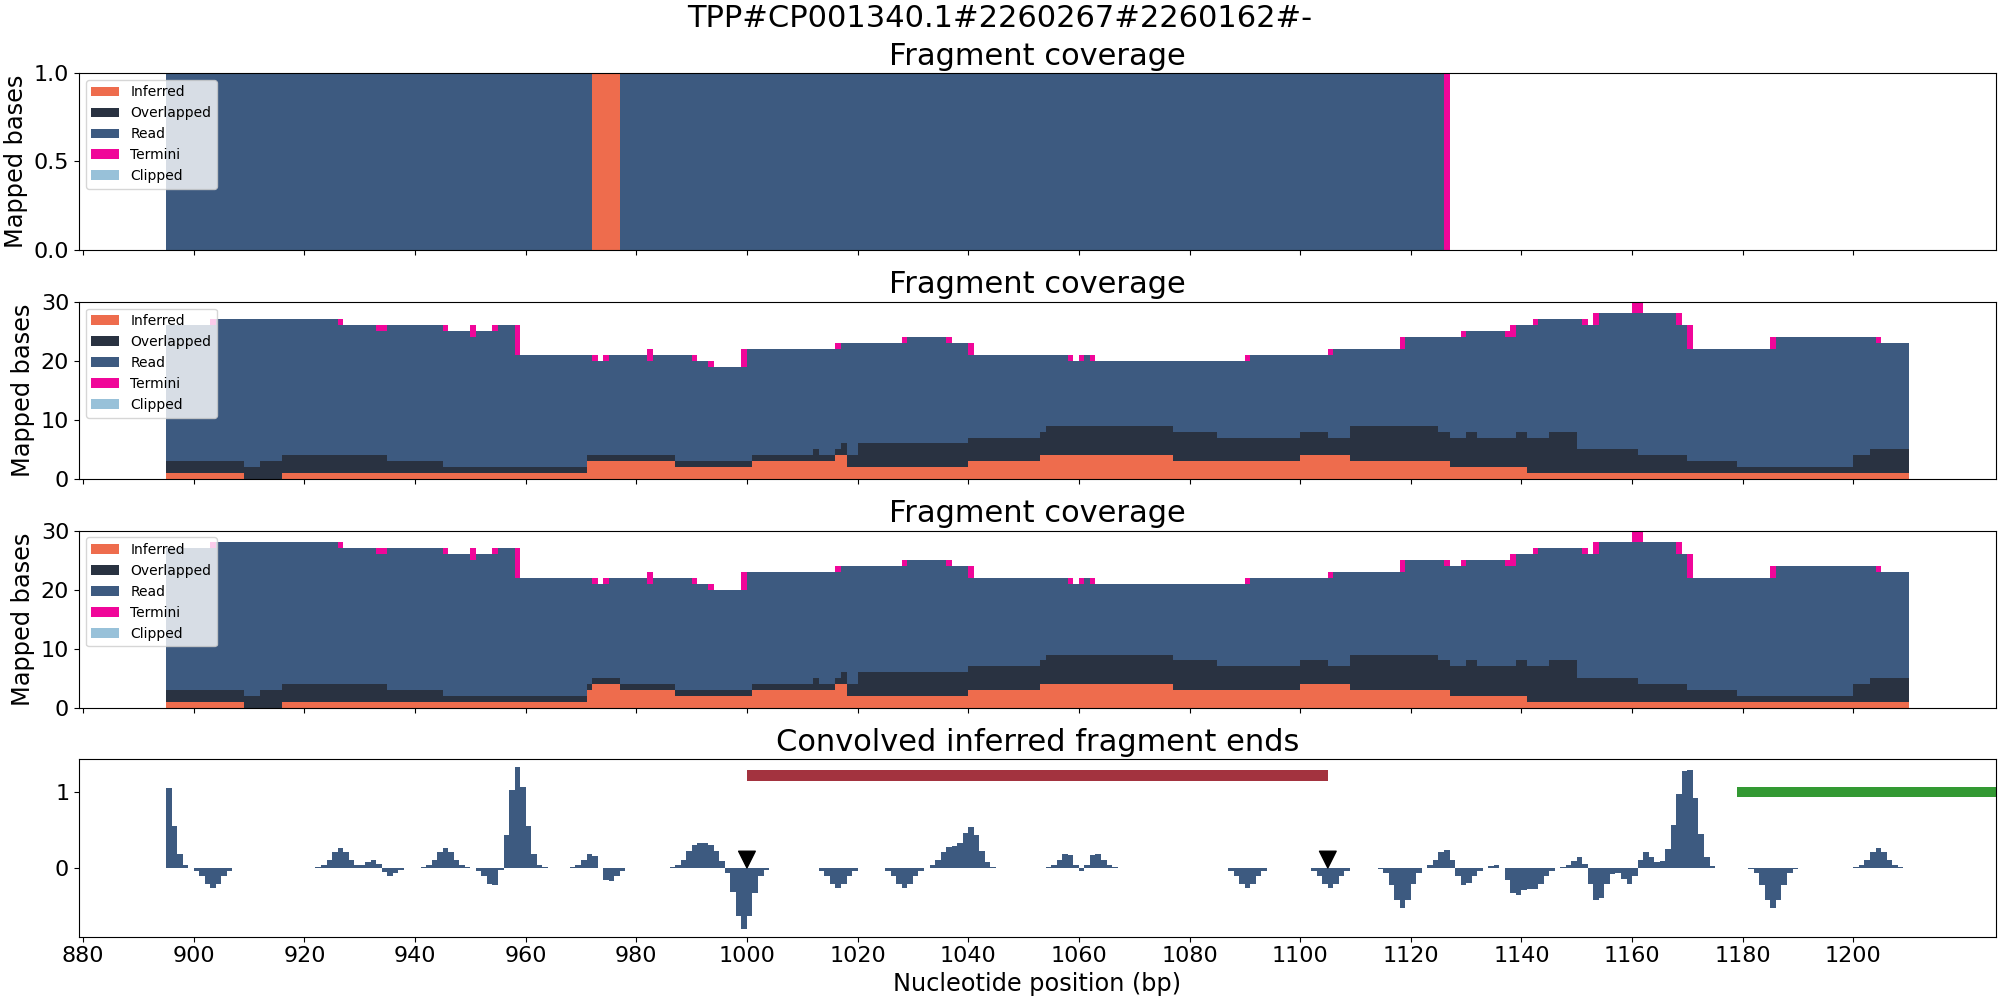 TPP#CP001340.1#2260267#2260162#-
Fragment coverage
Mapped bases
1.0
0.5
0.0
Inferred
Overlapped
Read
Termini
Clipped
Fragment coverage
Mapped bases
30
20
10
0
Inferred
Overlapped
Read
Termini
Clipped
Fragment coverage
Mapped bases
30
20
10
0
Inferred
Overlapped
Read
Termini
Clipped
Convolved inferred fragment ends
1
0
880 900 920 940 960 980 1000 1020 1040 1060 1080 1100 1120 1140 1160 1180 1200
Nucleotide position (bp)